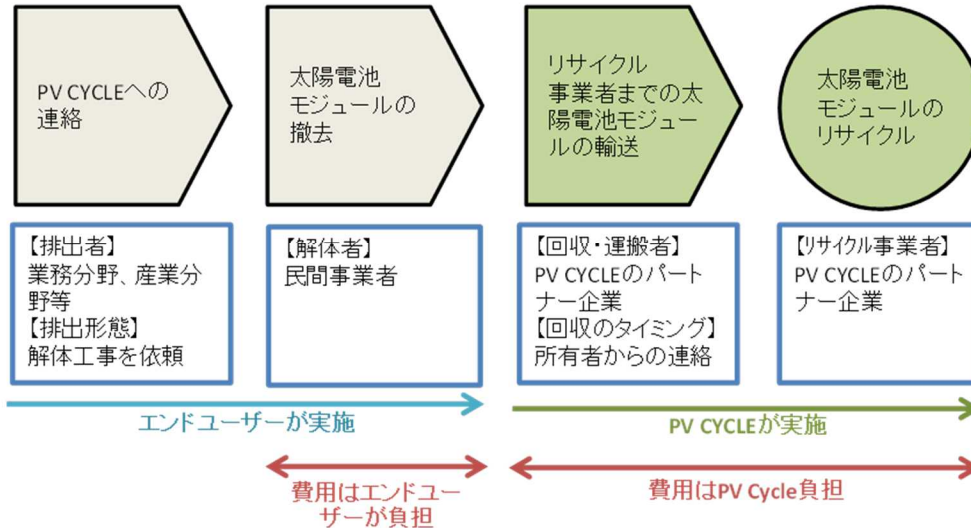 PV CYCLEへの
連絡
太陽電池
モジュールの
撤去
リサイクル
事業者までの太
陽電池モジュー
ルの輸送
太陽電池
モジュールの
リサイクル
【排出者】
業務分野、産業分
野等
【排出形態】
解体工事を依頼
【解体者】
民間事業者
【回収・運搬者】
PV CYCLEのパート
ナー企業
【回収のタイミング】
所有者からの連絡
【リサイクル事業者】
PV CYCLEのパート
ナー企業
エンドユーザーが実施
PV CYCLEが実施
費用はエンドユー
ザーが負担
費用はPV Cycle負担